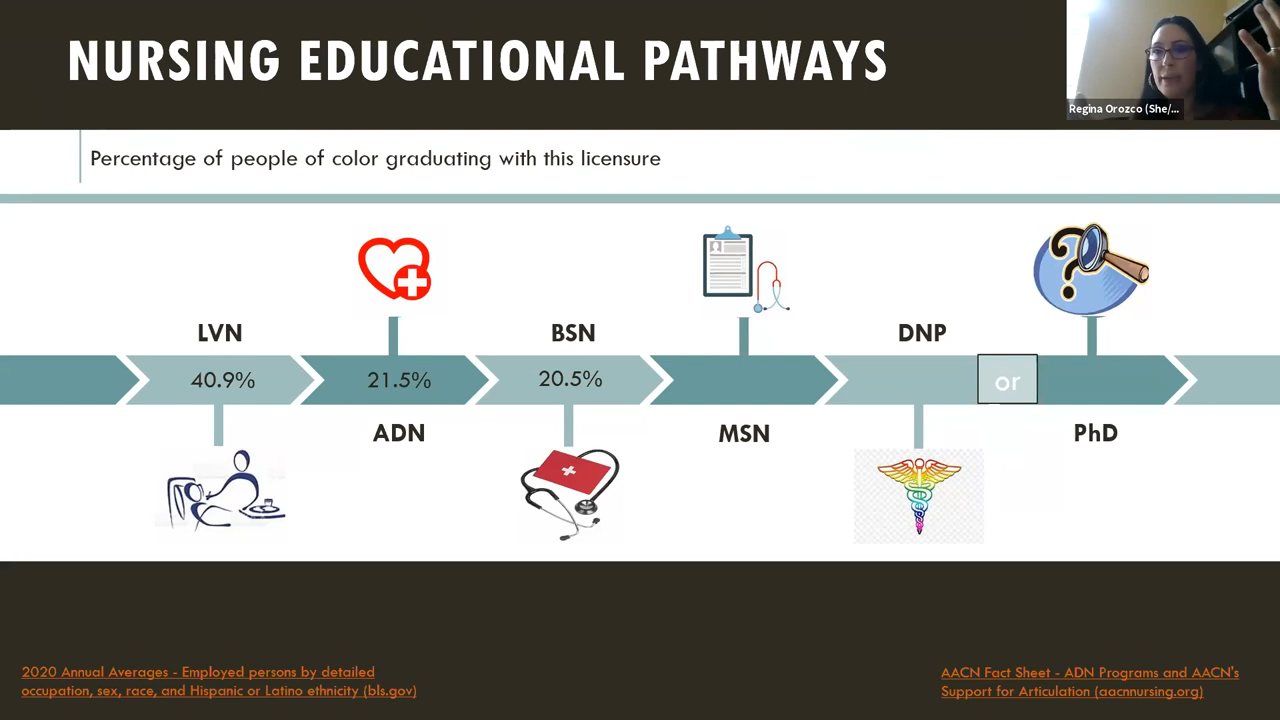 NURSING EDUCATIONAL PATHWAYS
Regina Orozco (She/...
Percentage of people of color graduating with this licensure
LVN
BSN
DNP
40.9%
21.5%
20.5%
or
ADN
MSN
PhD
2020 Annual Averages - Employed persons by detailed
occupation, sex, race, and Hispanic or Latino ethnicity (bls.gov)
AACN Fact Sheet - ADN Programs and AACN's
Support for Articulation (aacnnursing.org)